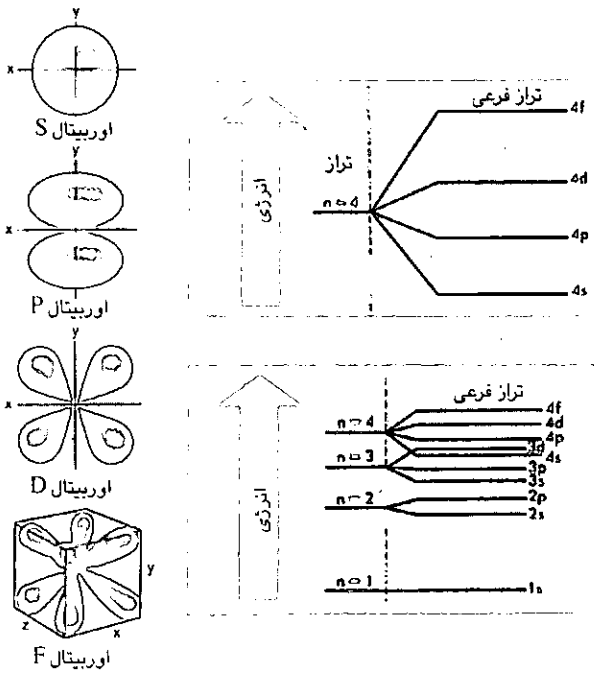 y
x
اوربیتال S
y
x
اوربیتال P
y
x
اوربیتال D
y
z
x
اوربیتال F
تراز فرعی
4f
تراز
انرژی
4d
n = 4
4p
4s
تراز فرعی
4f
n = 4
4d
4p
3d
4s
n = 3
3p
3s
انرژی
n = 2
2p
2s
n = 1
1s